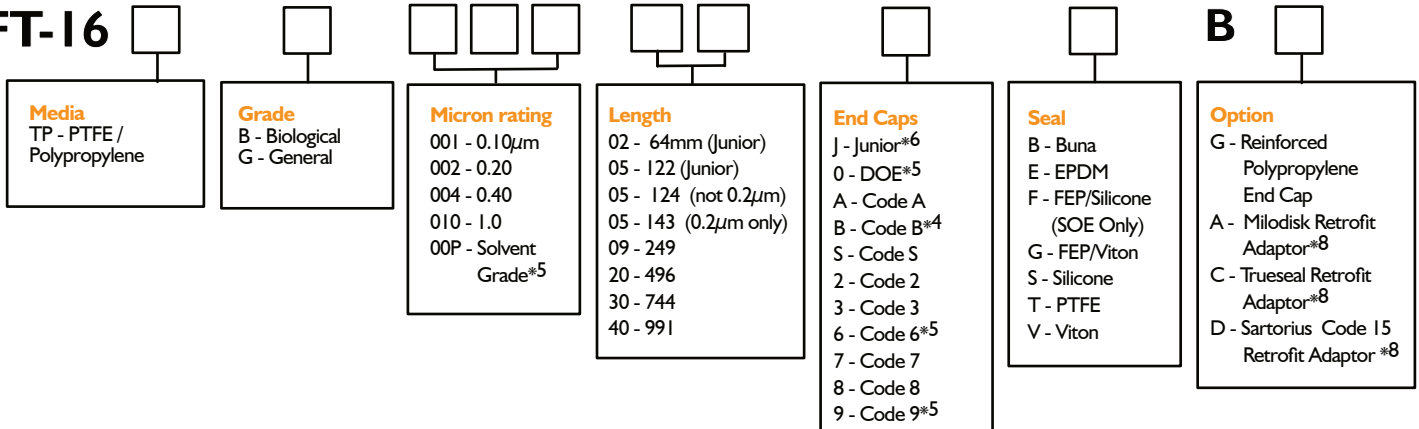 FT-16
B
Media
TP - PTFE /
Polypropylene
Grade
B - Biological
G - General
Micron rating
001 - 0.10µm
002 - 0.20
004 - 0.40
010 - 1.0
00P - Solvent
Grade*5
Length
02 - 64mm (Junior)
05 - 122 (Junior)
05 - 124 (not 0.2µm)
05 - 143 (0.2µm only)
09 - 249
20 - 496
30 - 744
40 - 991
End Caps
J - Junior*6
0 - DOE*5
A - Code A
B - Code B*4
S - Code S
2 - Code 2
3 - Code 3
6 - Code 6*5
7 - Code 7
8 - Code 8
9 - Code 9*5
Seal
B - Buna
E - EPDM
F - FEP/Silicone
(SOE Only)
G - FEP/Viton
S - Silicone
T - PTFE
V - Viton
Option
G - Reinforced
Polypropylene
End Cap
A - Milodisk Retrofit
Adaptor*8
C - Trueseal Retrofit
Adaptor*8
D - Sartorius Code 15
Retrofit Adaptor *8